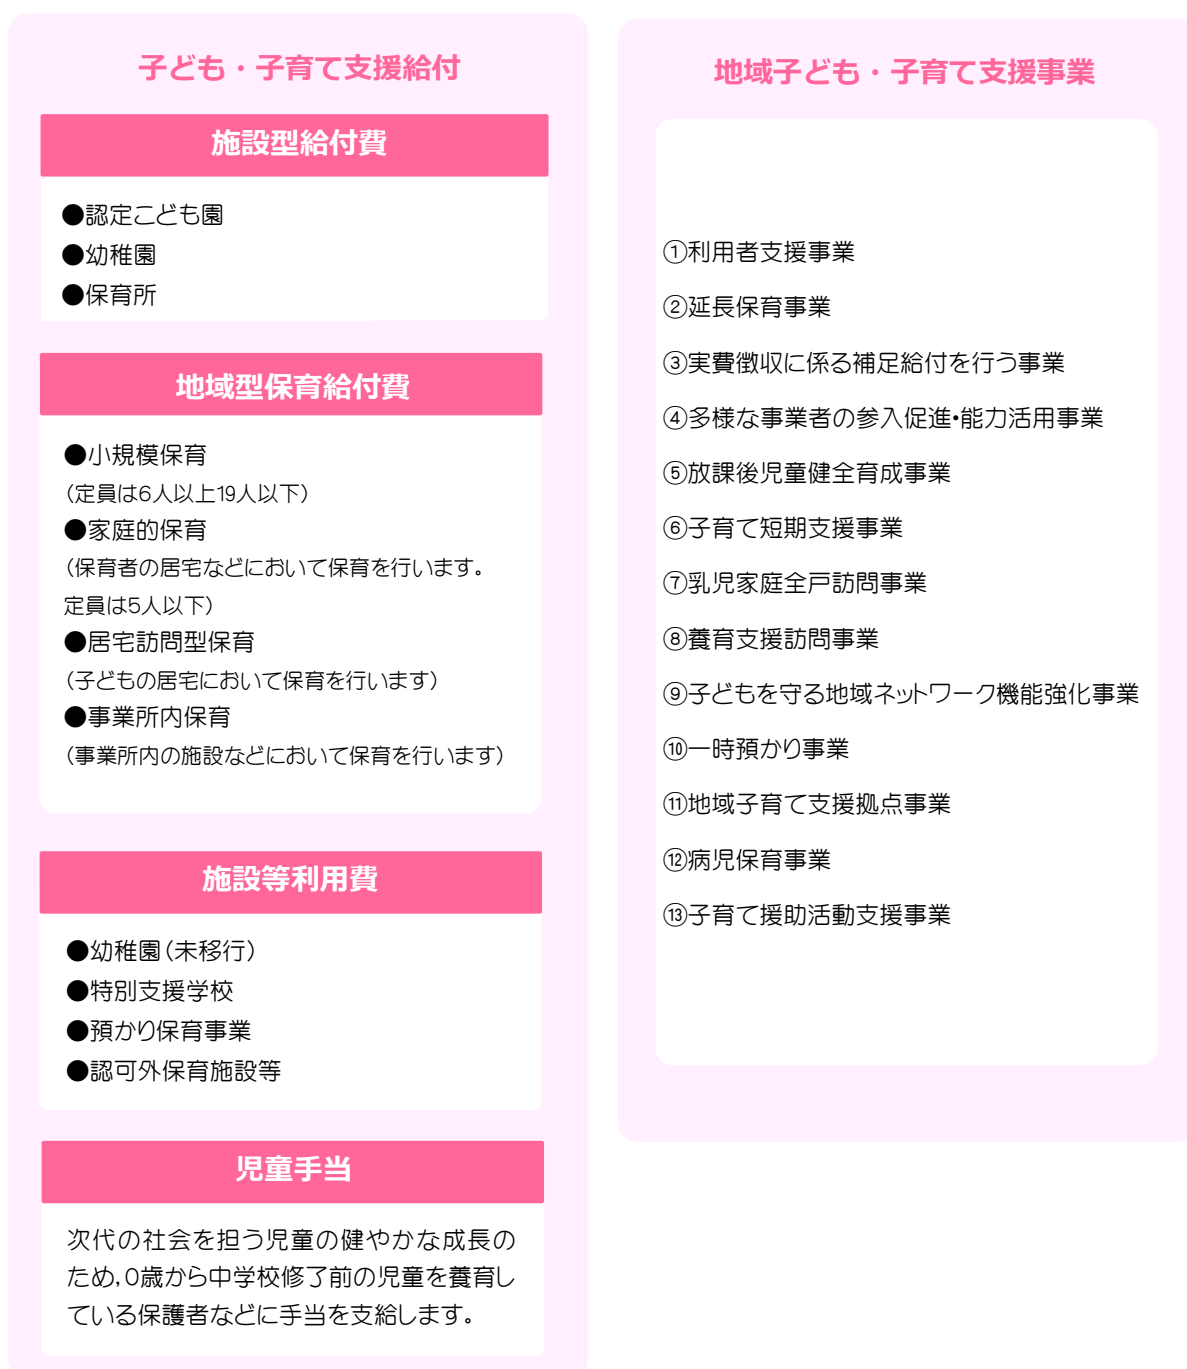 子ども・子育て支援給付
施設型給付費
●認定こども園
●幼稚園
●保育所
地域型保育給付費
●小規模保育
（定員は6人以上19人以下）
●家庭的保育
（保育者の居宅などにおいて保育を行います。
定員は5人以下）
●居宅訪問型保育
（子どもの居宅において保育を行います）
●事業所内保育
（事業所内の施設などにおいて保育を行います）
施設等利用費
●幼稚園（未移行）
●特別支援学校
●預かり保育事業
●認可外保育施設等
児童手当
次代の社会を担う児童の健やかな成長の
ため，0歳から中学校修了前の児童を養育し
ている保護者などに手当を支給します。
地域子ども・子育て支援事業
①利用者支援事業
②延長保育事業
③実費徴収に係る補足給付を行う事業
④多様な事業者の参入促進・能力活用事業
⑤放課後児童健全育成事業
⑥子育て短期支援事業
⑦乳児家庭全戸訪問事業
⑧養育支援訪問事業
⑨子どもを守る地域ネットワーク機能強化事業
⑩一時預かり事業
⑪地域子育て支援拠点事業
⑫病児保育事業
⑬子育て援助活動支援事業